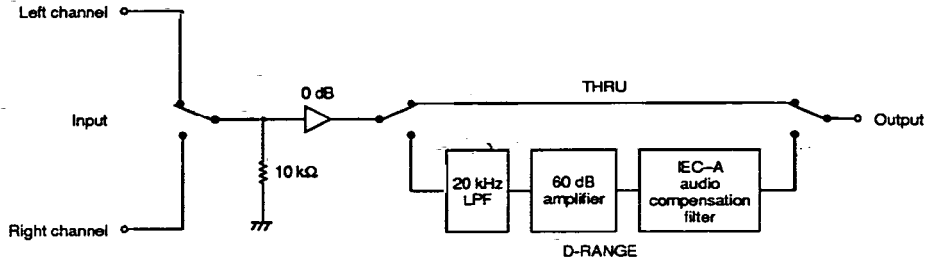 Left channel
0 dB
THRU
Input
Output
10 kΩ
20 kHz
LPF
60 dB
amplifier
IEC–A
audio
compensation
filter
Right channel
D-RANGE